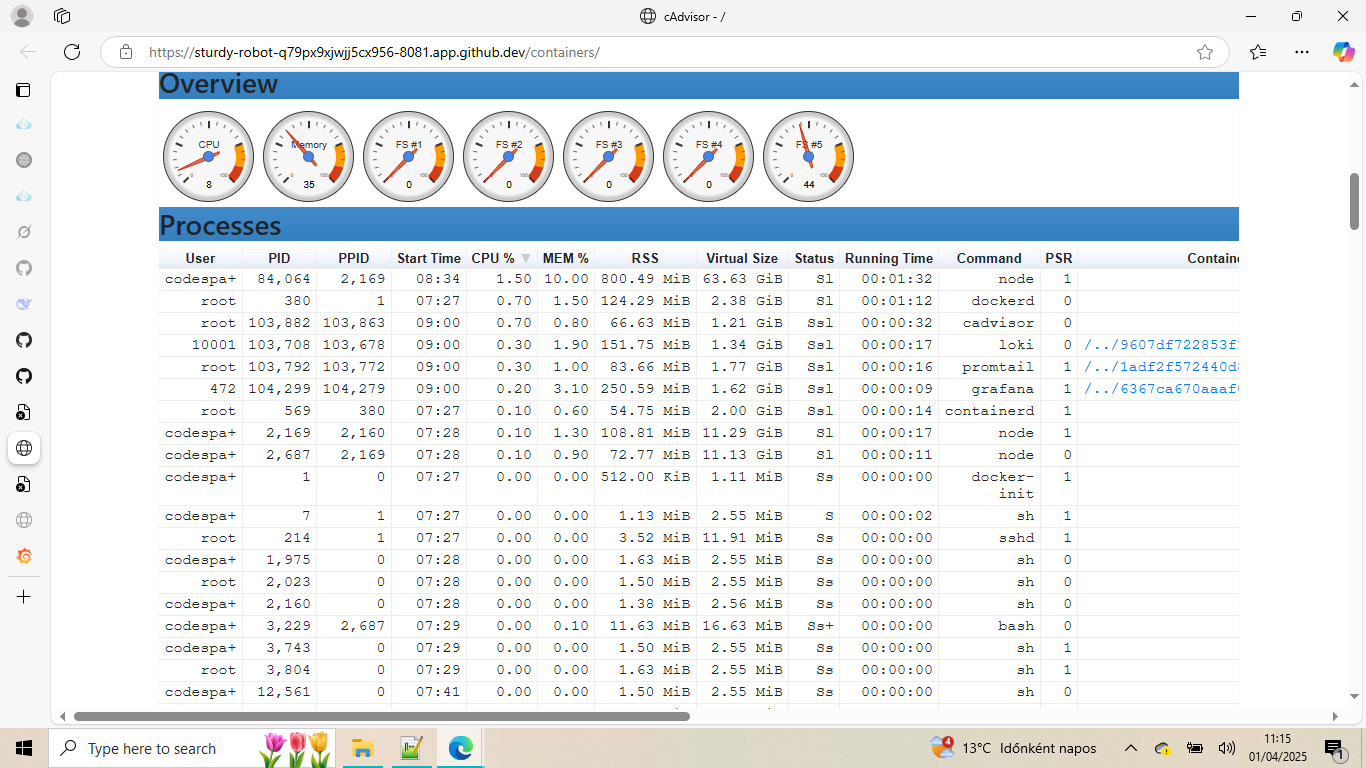 cAdvisor - /
https://sturdy-robot-q79px9xjwjj5cx956-8081.app.github.dev/containers/
Overview
CPU Memory FS #1 FS #2 FS #3 FS #4 FS #5
0 100 0 100 0 100 0 100 0 100 0 100 0 100
8 35 0 0 0 0 44
Processes
User PID PPID Start Time CPU % MEM % RSS Virtual Size Status Running Time Command PSR Containe
codespa+ 84,064 2,169 08:34 1.50 10.00 800.49 MiB 63.63 GiB Sl 00:01:32 node 1
root 380 1 07:27 0.70 1.50 124.29 MiB 2.38 GiB Sl 00:01:12 dockerd 0
root 103,882 103,863 09:00 0.70 0.80 66.63 MiB 1.21 GiB Ssl 00:00:32 cadvisor 0
10001 103,708 103,678 09:00 0.30 1.90 151.75 MiB 1.34 GiB Ssl 00:00:17 loki 0 /../9607df722853f
root 103,792 103,772 09:00 0.30 1.00 83.66 MiB 1.77 GiB Ssl 00:00:16 promtail 1 /../1adf2f572440d
472 104,299 104,279 09:00 0.20 3.10 250.59 MiB 1.62 GiB Ssl 00:00:09 grafana 1 /../6367ca670aaaf
root 569 380 07:27 0.10 0.60 54.75 MiB 2.00 GiB Ssl 00:00:14 containerd 1
codespa+ 2,169 2,160 07:28 0.10 1.30 108.81 MiB 11.29 GiB Sl 00:00:17 node 1
codespa+ 2,687 2,169 07:28 0.10 0.90 72.77 MiB 11.13 GiB Sl 00:00:11 node 0
codespa+ 1 0 07:27 0.00 0.00 512.00 KiB 1.11 MiB Ss 00:00:00 docker- 1
init
codespa+ 7 1 07:27 0.00 0.00 1.13 MiB 2.55 MiB S 00:00:02 sh 1
root 214 1 07:27 0.00 0.00 3.52 MiB 11.91 MiB Ss 00:00:00 sshd 1
codespa+ 1,975 0 07:28 0.00 0.00 1.63 MiB 2.55 MiB Ss 00:00:00 sh 0
root 2,023 0 07:28 0.00 0.00 1.50 MiB 2.55 MiB Ss 00:00:00 sh 0
codespa+ 2,160 0 07:28 0.00 0.00 1.38 MiB 2.56 MiB Ss 00:00:00 sh 0
codespa+ 3,229 2,687 07:29 0.00 0.10 11.63 MiB 16.63 MiB Ss+ 00:00:00 bash 0
codespa+ 3,743 0 07:29 0.00 0.00 1.50 MiB 2.55 MiB Ss 00:00:00 sh 1
root 3,804 0 07:29 0.00 0.00 1.63 MiB 2.55 MiB Ss 00:00:00 sh 1
codespa+ 12,561 0 07:41 0.00 0.00 1.50 MiB 2.55 MiB Ss 00:00:00 sh 0
Type here to search
4
13°C Időnként napos
11:15
01/04/2025
1